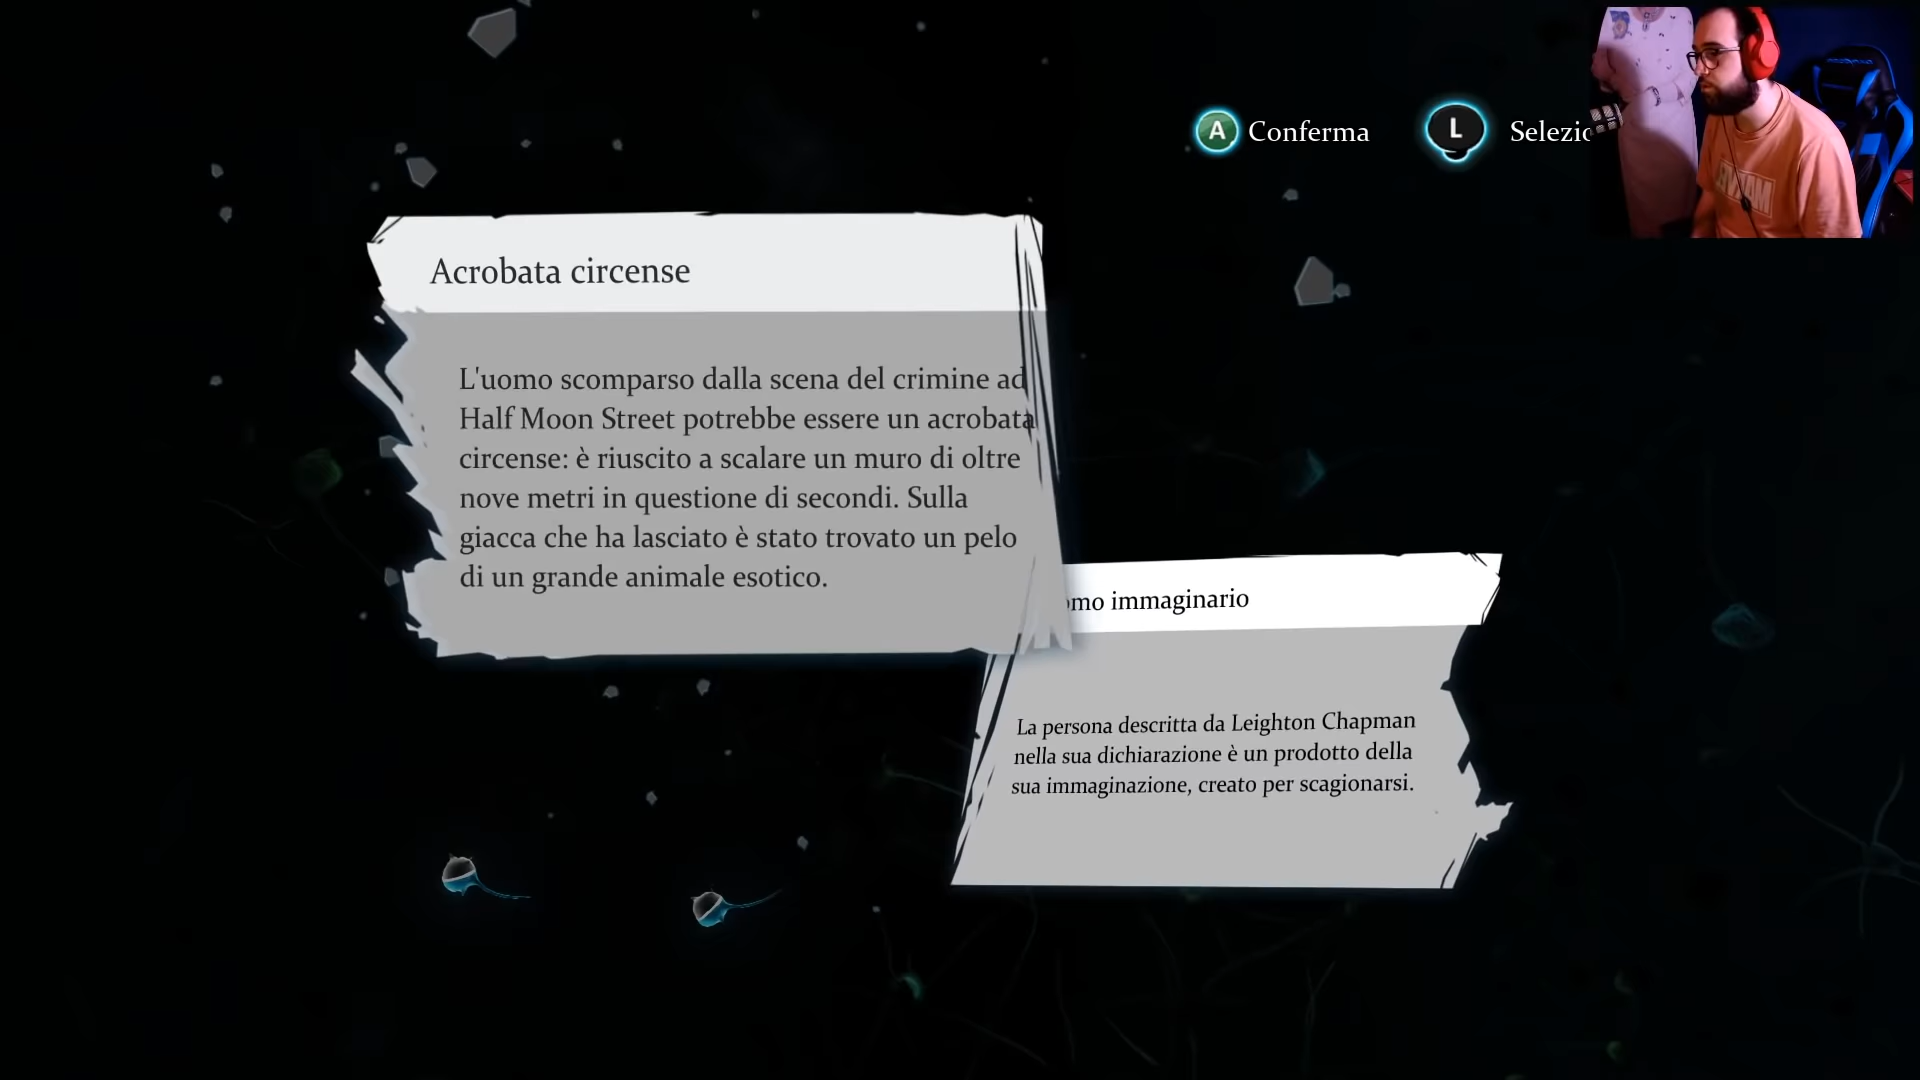 A Conferma
L Selezio
Acrobata circense
L'uomo scomparso dalla scena del crimine ad
Half Moon Street potrebbe essere un acrobata
circense: è riuscito a scalare un muro di oltre
nove metri in questione di secondi. Sulla
giacca che ha lasciato è stato trovato un pelo
di un grande animale esotico.
omo immaginario
La persona descritta da Leighton Chapman
nella sua dichiarazione è un prodotto della
sua immaginazione, creato per scagionarsi.